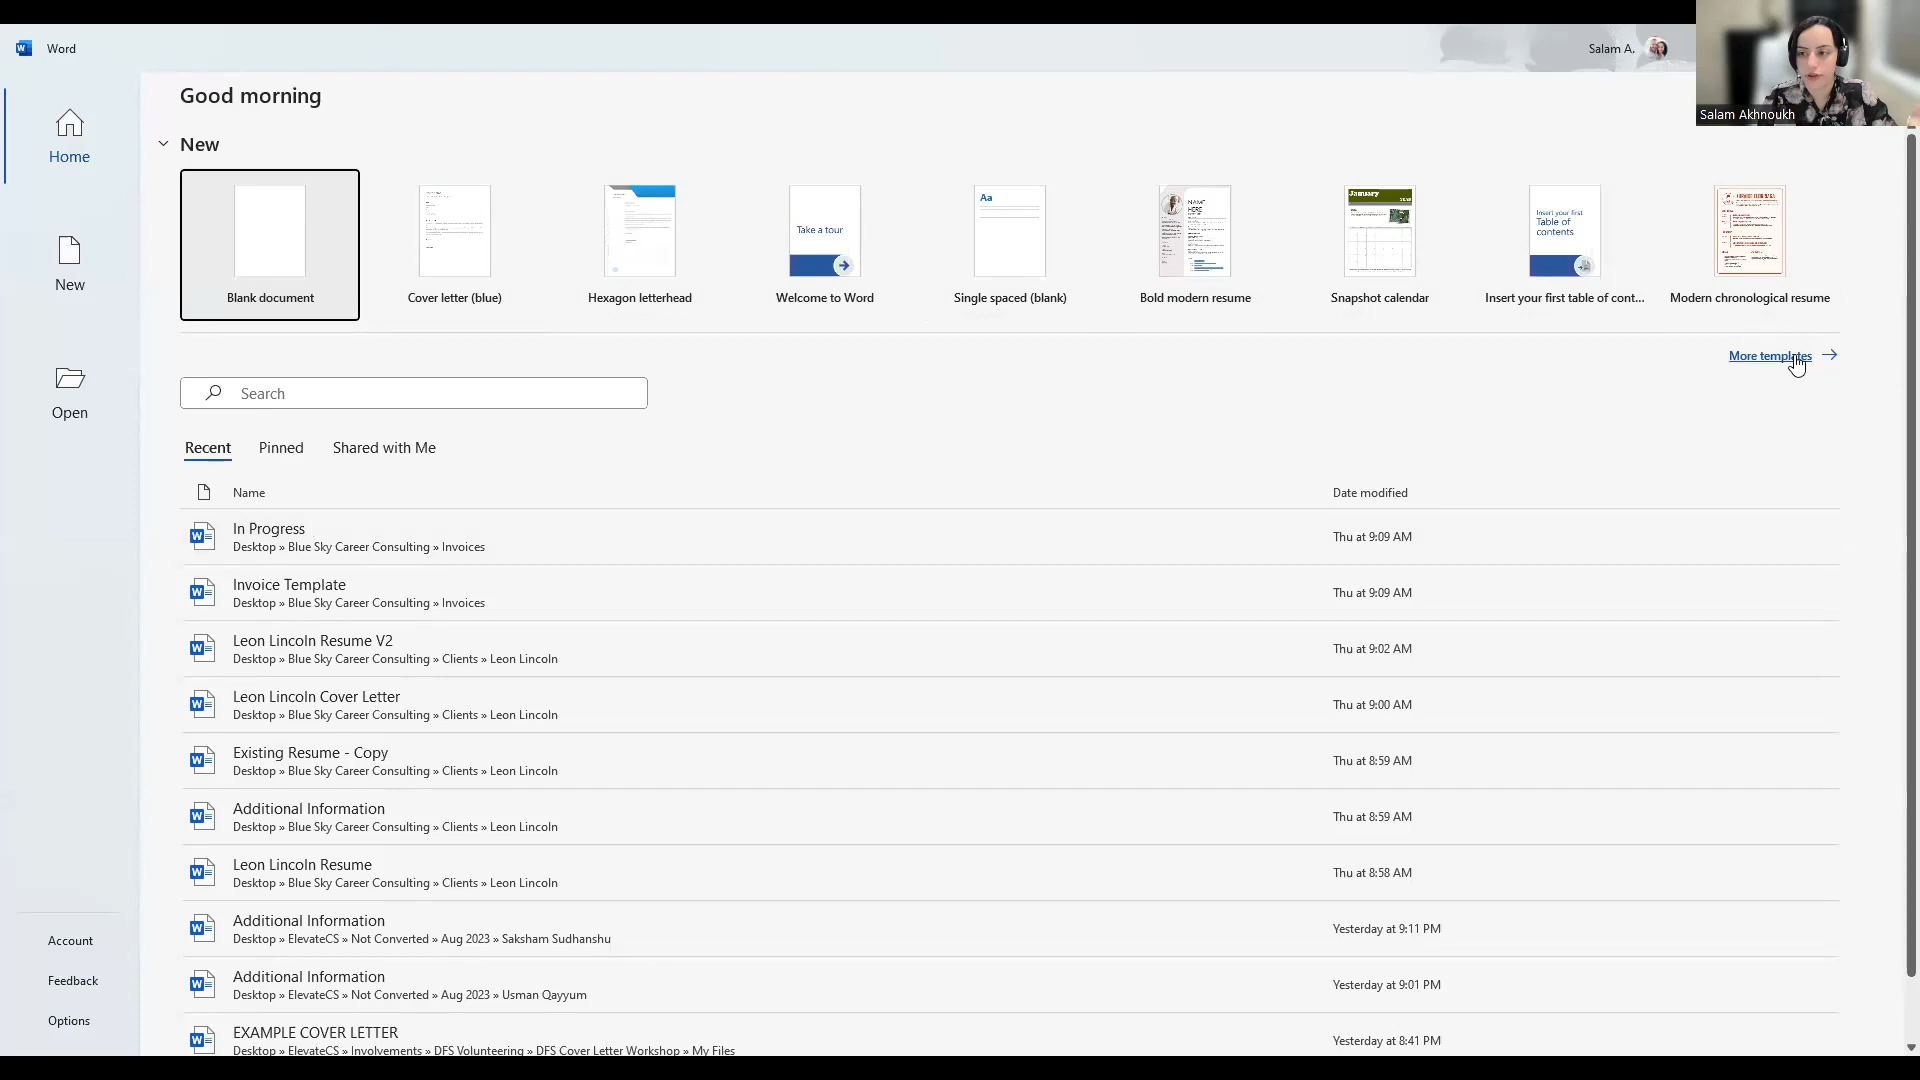 Word
Salam A.
Salam Akhnoukh
Home
New
Open
Account
Feedback
Options
Good morning
New
Aa
Take a tour
NAME
HERE
January
YEAR
Insert your first
Table of
contents
Blank document
Cover letter (blue)
Hexagon letterhead
Welcome to Word
Single spaced (blank)
Bold modern resume
Snapshot calendar
Insert your first table of cont...
Modern chronological resume
More templates
Search
Recent
Pinned
Shared with Me
Name
Date modified
In Progress
Desktop » Blue Sky Career Consulting » Invoices
Thu at 9:09 AM
Invoice Template
Desktop » Blue Sky Career Consulting » Invoices
Thu at 9:09 AM
Leon Lincoln Resume V2
Desktop » Blue Sky Career Consulting » Clients » Leon Lincoln
Thu at 9:02 AM
Leon Lincoln Cover Letter
Desktop » Blue Sky Career Consulting » Clients » Leon Lincoln
Thu at 9:00 AM
Existing Resume - Copy
Desktop » Blue Sky Career Consulting » Clients » Leon Lincoln
Thu at 8:59 AM
Additional Information
Desktop » Blue Sky Career Consulting » Clients » Leon Lincoln
Thu at 8:59 AM
Leon Lincoln Resume
Desktop » Blue Sky Career Consulting » Clients » Leon Lincoln
Thu at 8:58 AM
Additional Information
Desktop » ElevateCS » Not Converted » Aug 2023 » Saksham Sudhanshu
Yesterday at 9:11 PM
Additional Information
Desktop » ElevateCS » Not Converted » Aug 2023 » Usman Qayyum
Yesterday at 9:01 PM
EXAMPLE COVER LETTER
Desktop » ElevateCS » Involvements » DFS Volunteering » DFS Cover Letter Workshop » My Files
Yesterday at 8:41 PM